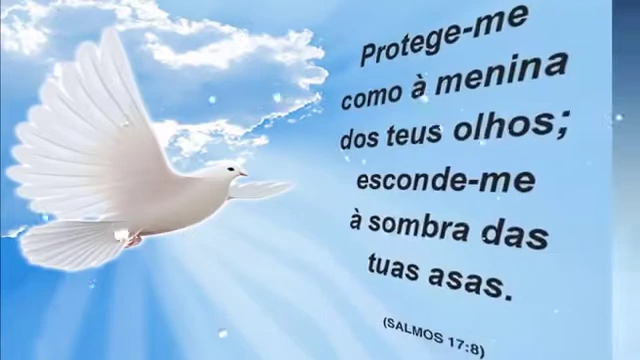 Protege-me
como à menina
dos teus olhos;
esconde-me
à sombra das
tuas asas.
(SALMOS 17:8)